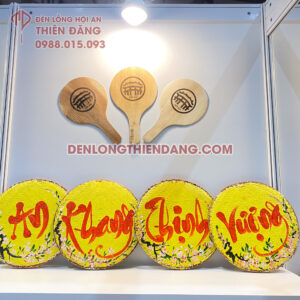 ĐÈN LỒNG HỘI AN
THIÊN ĐĂNG
0988.015.093
DENLONGTHIENDANG.COM
An Khang Thịnh Vượng